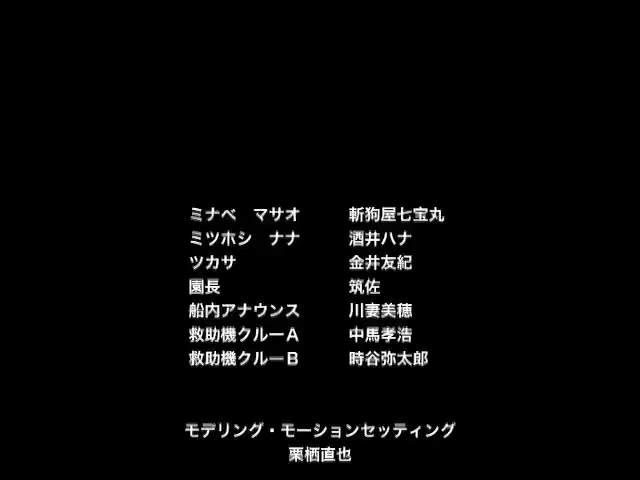 ミナベ　マサオ　斬狗屋七宝丸
ミツホシ　ナナ　酒井ハナ
ツカサ　金井友紀
園長　筑佐
船内アナウンス　川妻美穂
救助機クルーA　中馬孝浩
救助機クルーB　時谷弥太郎
モデリング・モーションセッティング
栗栖直也